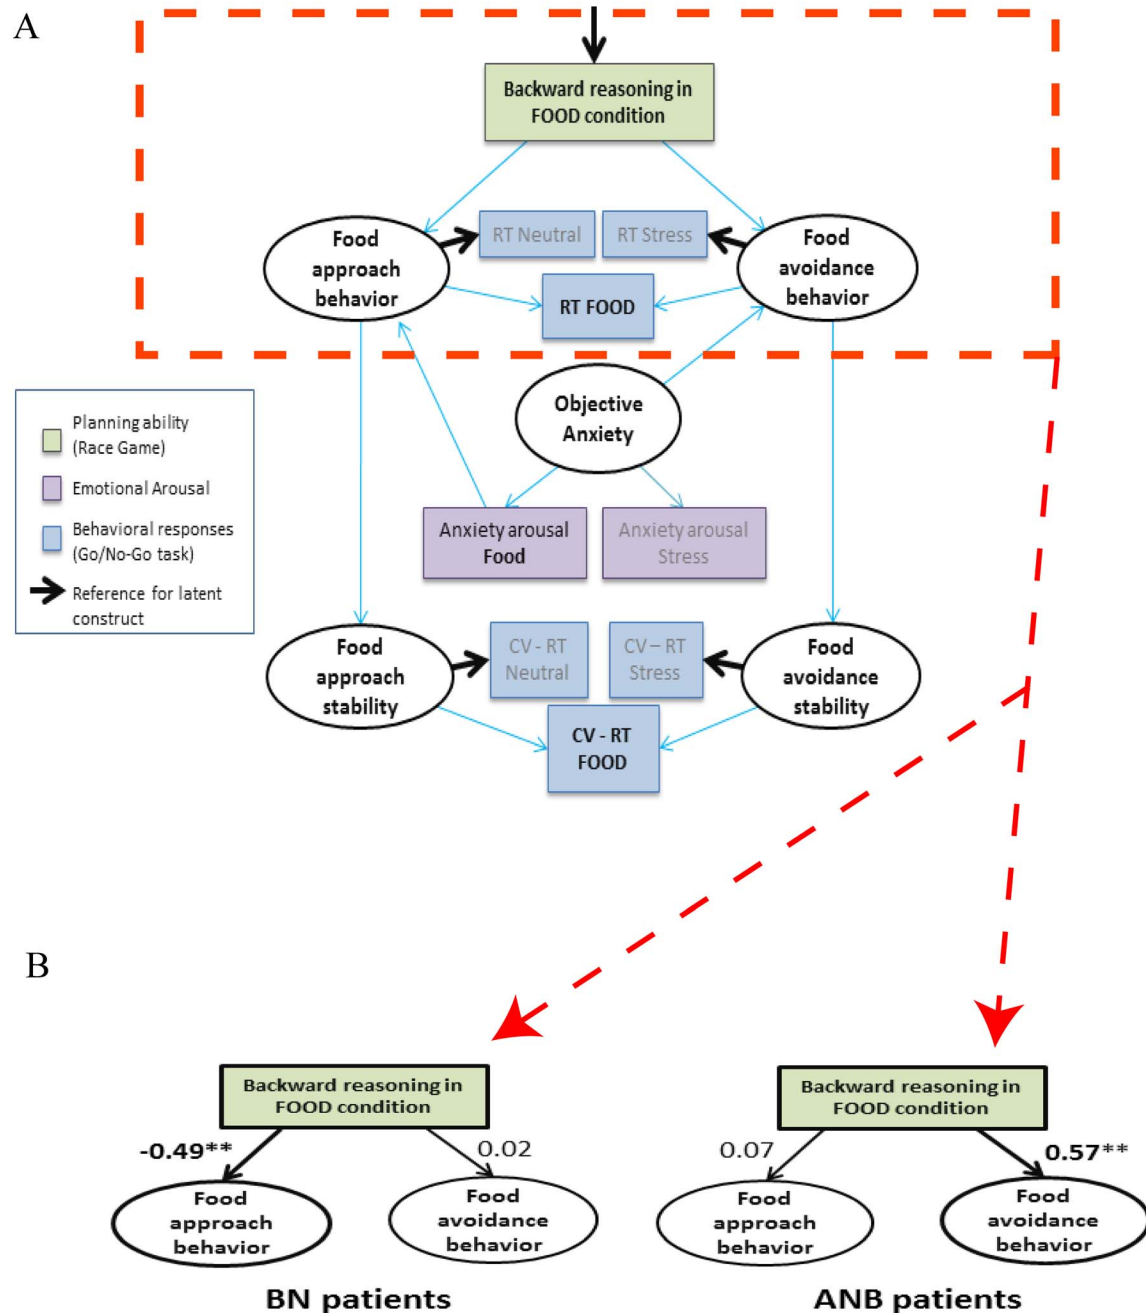 A
Backward reasoning in
FOOD condition
Food
approach
behavior
RT Neutral
RT Stress
Food
avoidance
behavior
RT FOOD
Objective
Anxiety
Planning ability
(Race Game)
Emotional Arousal
Behavioral responses
(Go/No-Go task)
Reference for latent
construct
Anxiety arousal
Food
Anxiety arousal
Stress
Food
approach
stability
CV - RT
Neutral
CV – RT
Stress
Food
avoidance
stability
CV - RT
FOOD
B
Backward reasoning in
FOOD condition
-0.49**
0.02
Food
approach
behavior
Food
avoidance
behavior
BN patients
Backward reasoning in
FOOD condition
0.07
0.57**
Food
approach
behavior
Food
avoidance
behavior
ANB patients